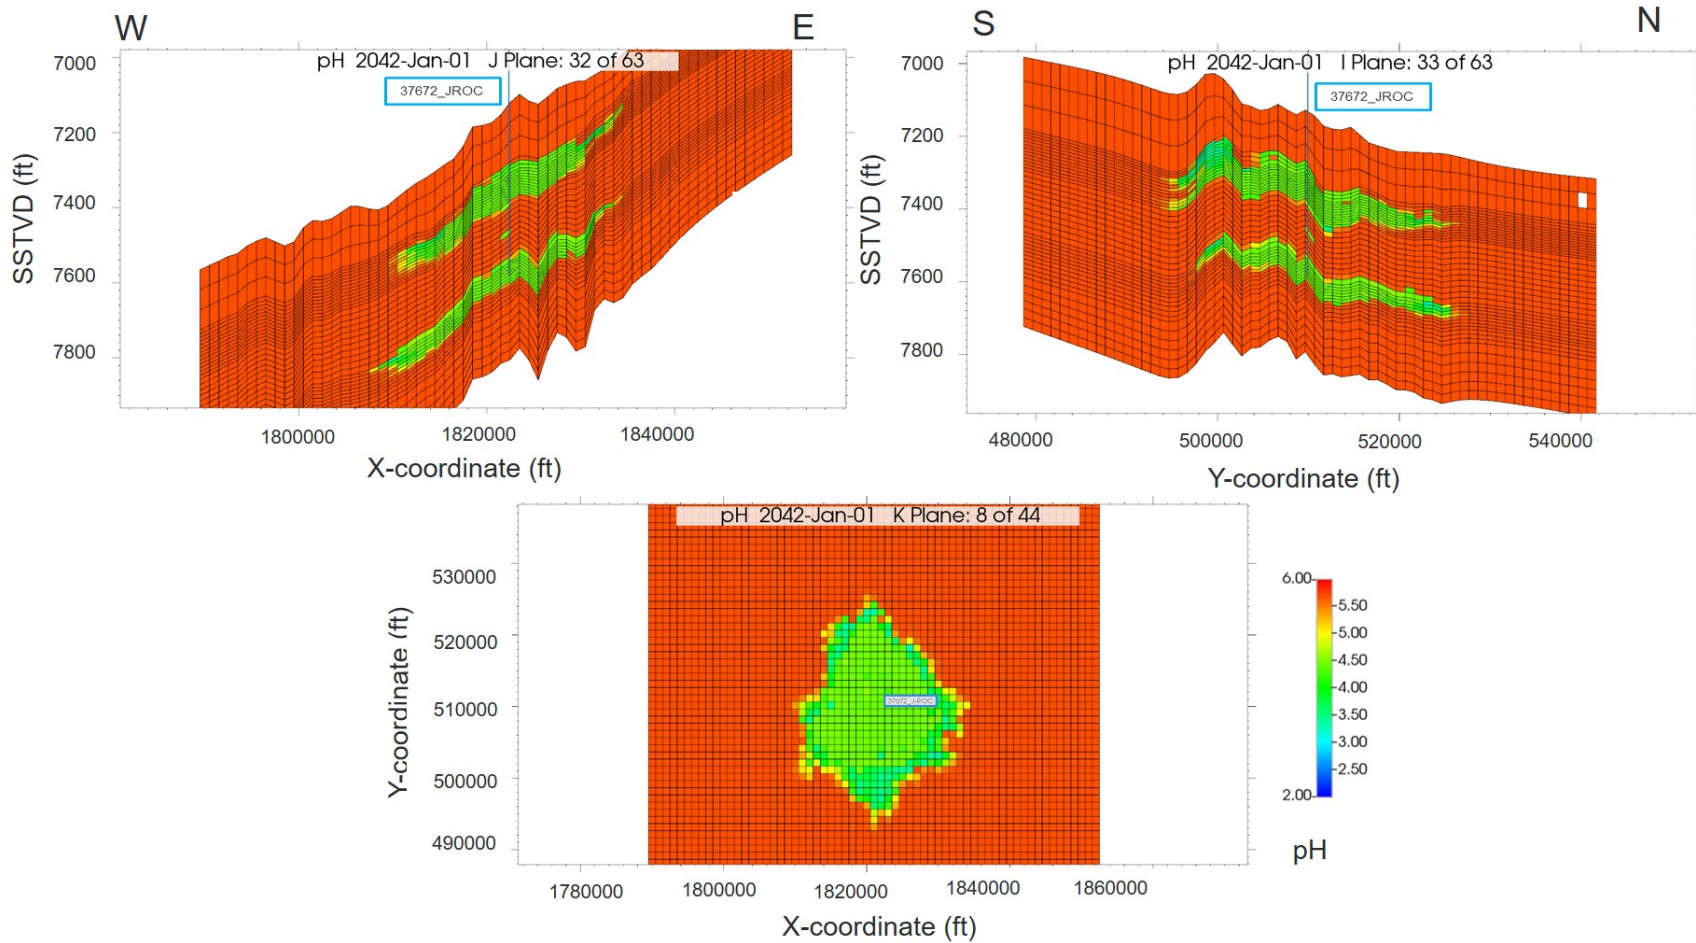 W
E
pH 2042-Jan-01 J Plane: 32 of 63
37672_JROC
7000
7200
7400
7600
7800
SSTVD (ft)
1800000
1820000
1840000
X-coordinate (ft)
S
N
pH 2042-Jan-01 I Plane: 33 of 63
37672_JROC
7000
7200
7400
7600
7800
SSTVD (ft)
480000
500000
520000
540000
Y-coordinate (ft)
pH 2042-Jan-01 K Plane: 8 of 44
530000
520000
510000
500000
490000
Y-coordinate (ft)
37672_J-ROC
1780000
1800000
1820000
1840000
1860000
X-coordinate (ft)
6.00
5.50
5.00
4.50
4.00
3.50
3.00
2.50
2.00
pH